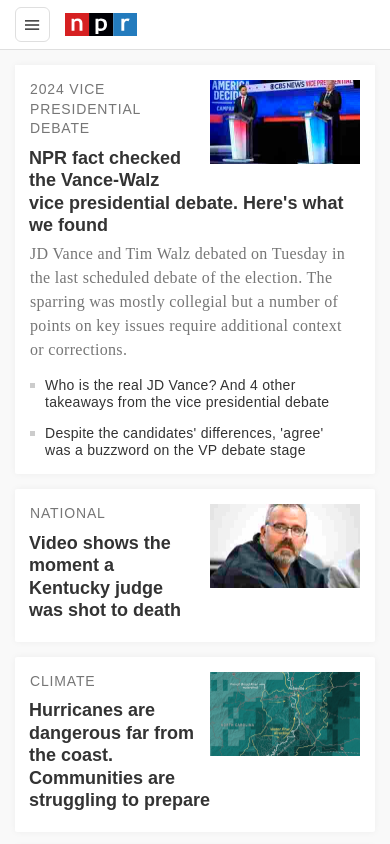 npr
2024 VICE
PRESIDENTIAL
DEBATE
AMERICA
DECIDES
CAMPAIGN
CBS NEWS VICE PRESIDENTIAL
NPR fact checked
the Vance-Walz
vice presidential debate. Here's what
we found
JD Vance and Tim Walz debated on Tuesday in
the last scheduled debate of the election. The
sparring was mostly collegial but a number of
points on key issues require additional context
or corrections.
Who is the real JD Vance? And 4 other
takeaways from the vice presidential debate
Despite the candidates' differences, 'agree'
was a buzzword on the VP debate stage
NATIONAL
Video shows the
moment a
Kentucky judge
was shot to death
CLIMATE
Hurricanes are
dangerous far from
the coast.
Communities are
struggling to prepare